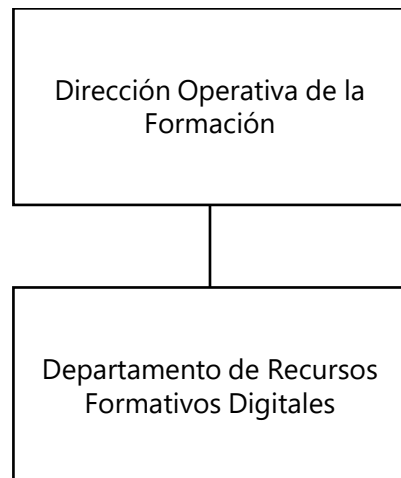 Dirección Operativa de la
Formación
Departamento de Recursos
Formativos Digitales